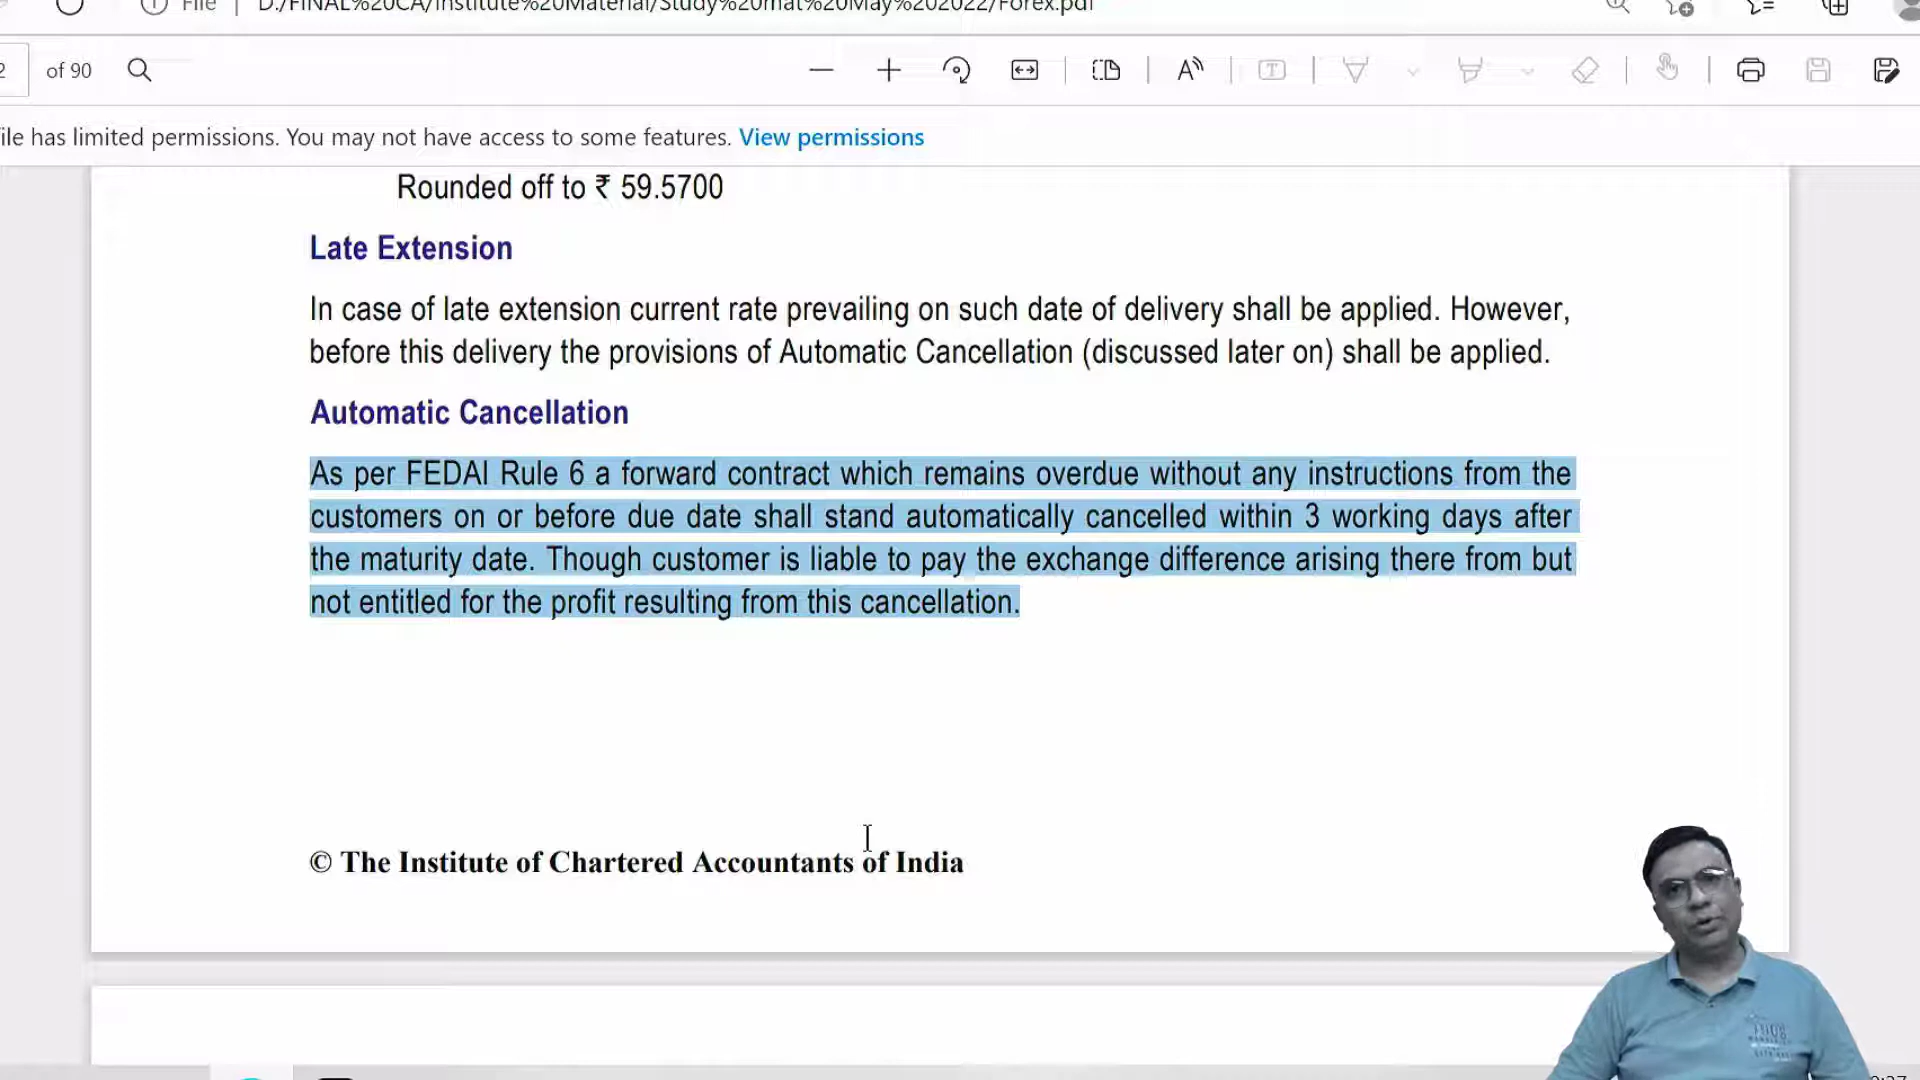 File
D:/FINAL%20CA/Institute%20Material/Study%20mat%20May%202022/Forex.pdf
2 of 90
ile has limited permissions. You may not have access to some features. View permissions
Rounded off to ₹ 59.5700
Late Extension
In case of late extension current rate prevailing on such date of delivery shall be applied. However,
before this delivery the provisions of Automatic Cancellation (discussed later on) shall be applied.
Automatic Cancellation
As per FEDAI Rule 6 a forward contract which remains overdue without any instructions from the
customers on or before due date shall stand automatically cancelled within 3 working days after
the maturity date. Though customer is liable to pay the exchange difference arising there from but
not entitled for the profit resulting from this cancellation.
© The Institute of Chartered Accountants of India